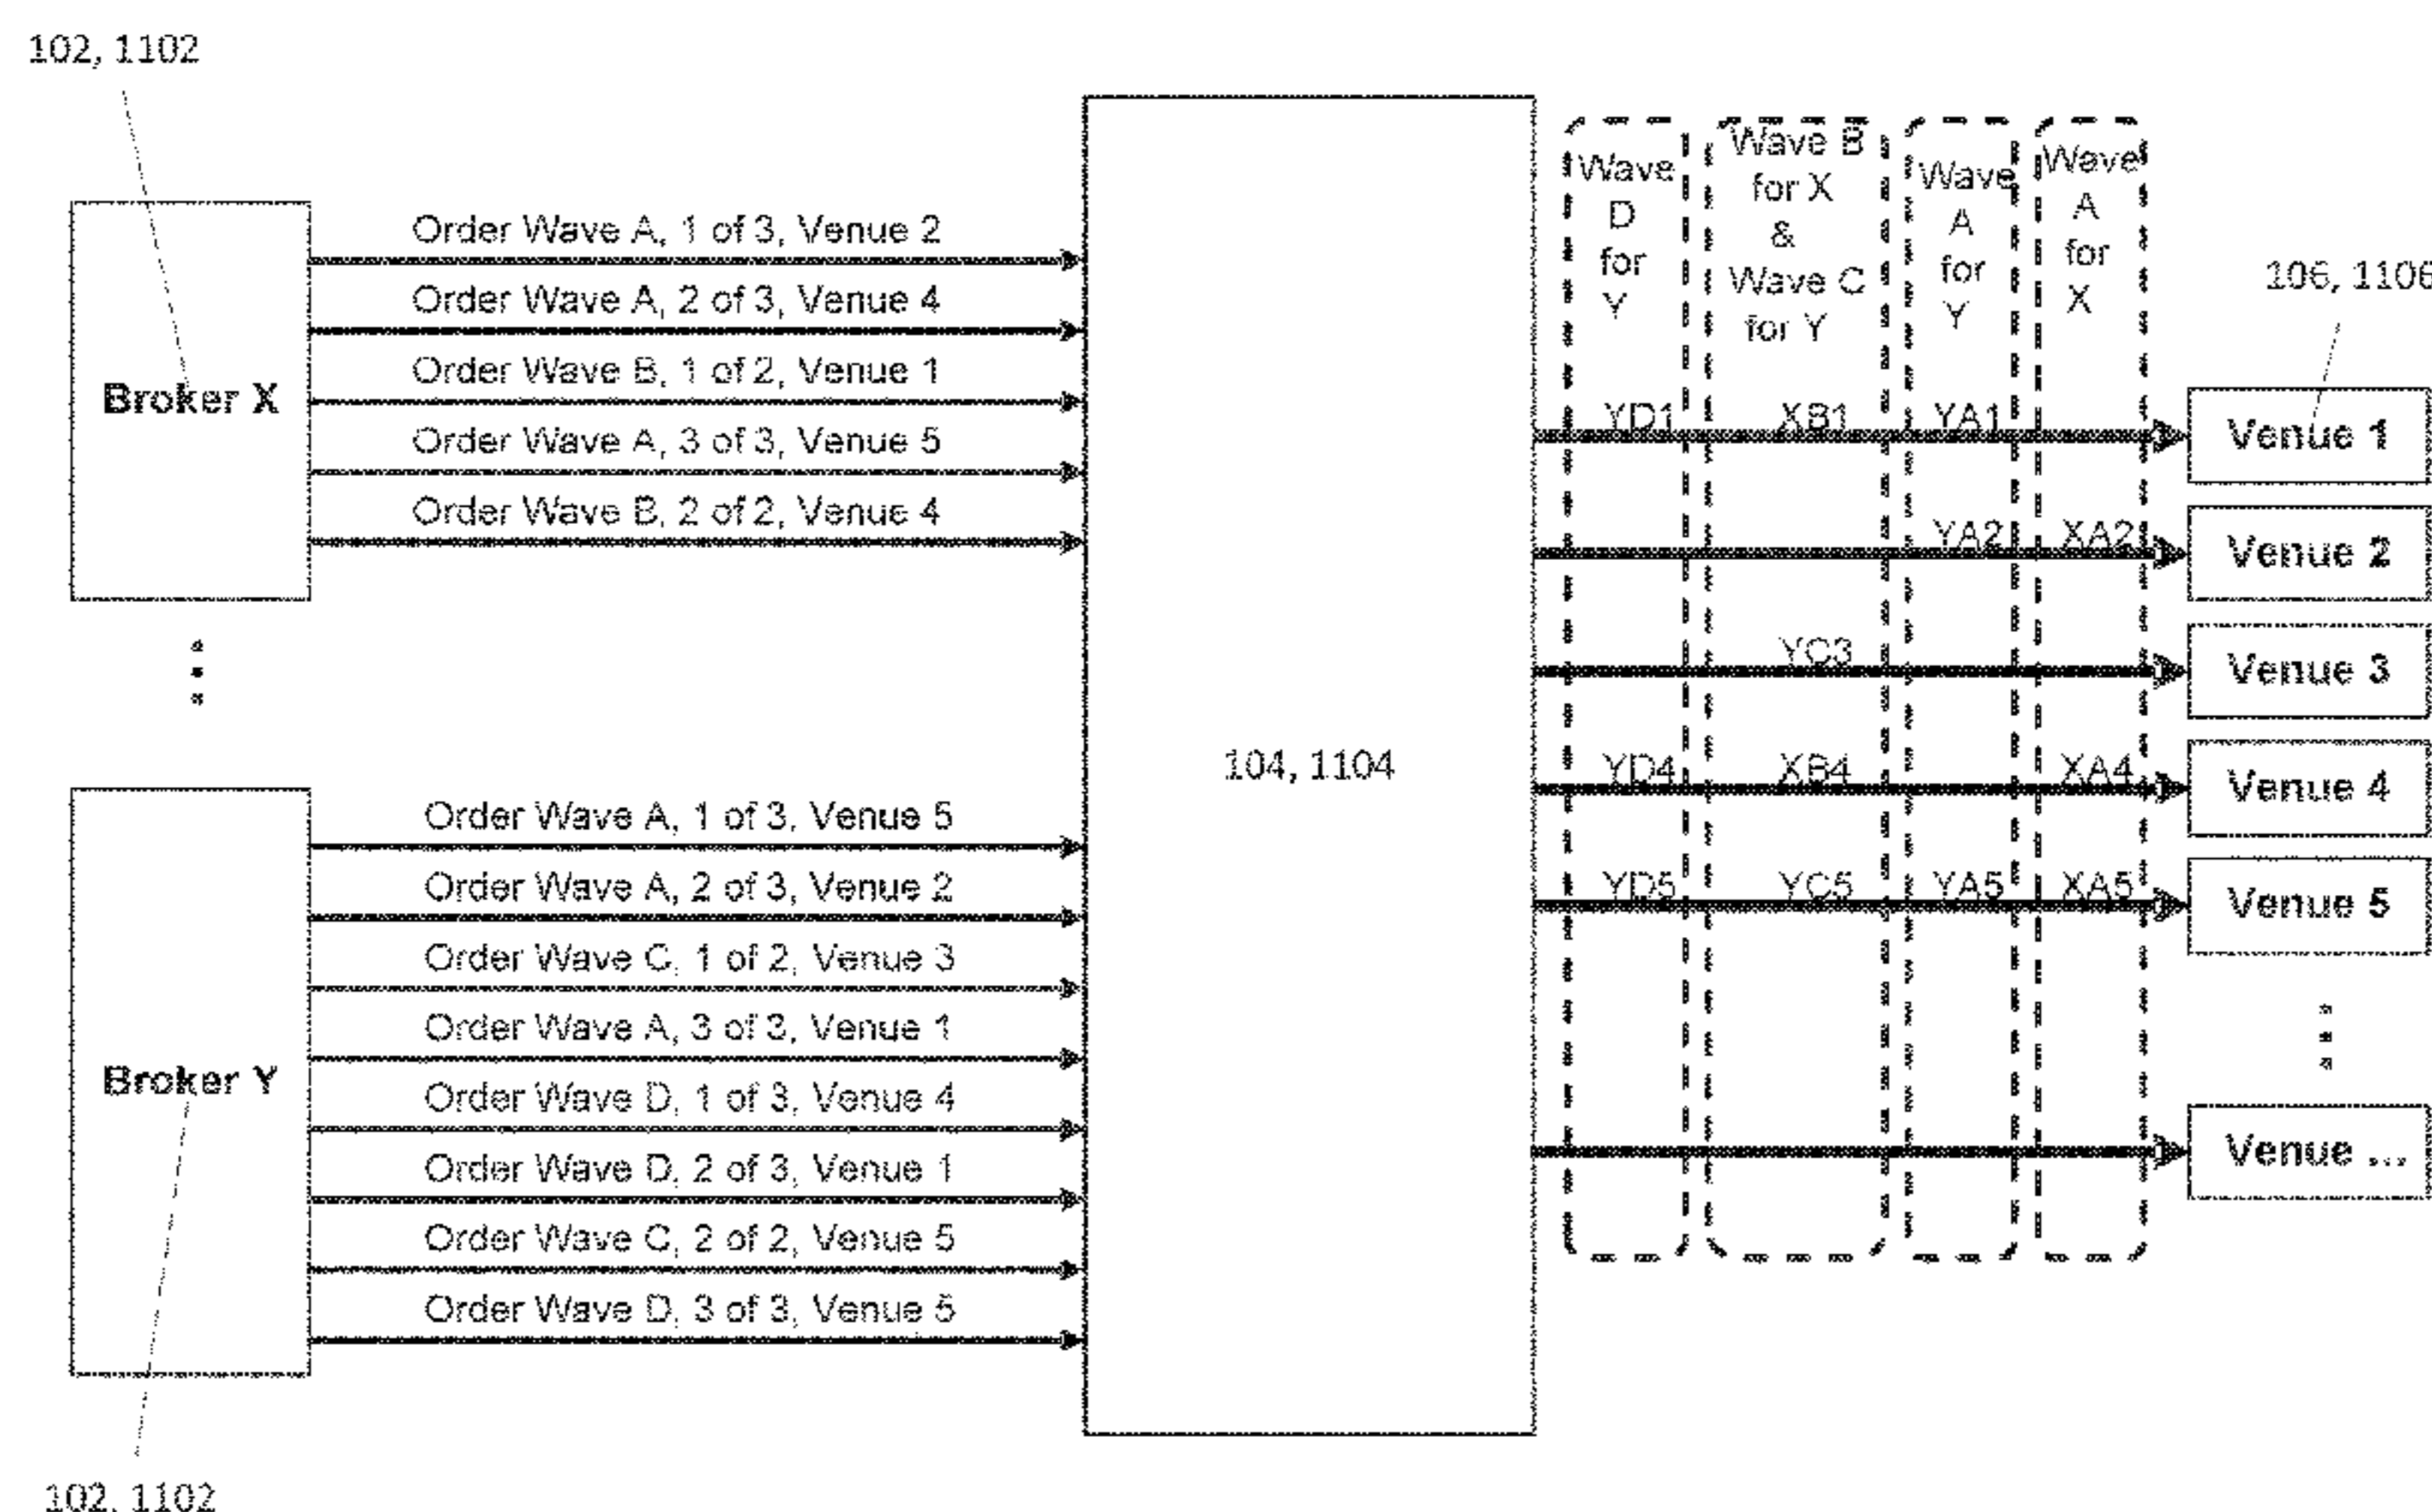 102, 1102
Broker X
Order Wave A, 1 of 3, Venue 2
Order Wave A, 2 of 3, Venue 4
Order Wave B, 1 of 2, Venue 1
Order Wave A, 3 of 3, Venue 5
Order Wave B, 2 of 2, Venue 4
Broker Y
Order Wave A, 1 of 3, Venue 5
Order Wave A, 2 of 3, Venue 2
Order Wave C, 1 of 2, Venue 3
Order Wave A, 3 of 3, Venue 1
Order Wave D, 1 of 3, Venue 4
Order Wave D, 2 of 3, Venue 1
Order Wave C, 2 of 2, Venue 5
Order Wave D, 3 of 3, Venue 5
102, 1102
104, 1104
Wave
D
for
Y
Wave B
for X
&
Wave C
for Y
Wave
A
for
Y
Wave
A
for
X
106, 1106
YD1 XB1 YA1
Venue 1
YA2 XA2
Venue 2
YC3
Venue 3
YD4 XB4 XA4
Venue 4
YD5 YC5 YA5 XA5
Venue 5
Venue ...